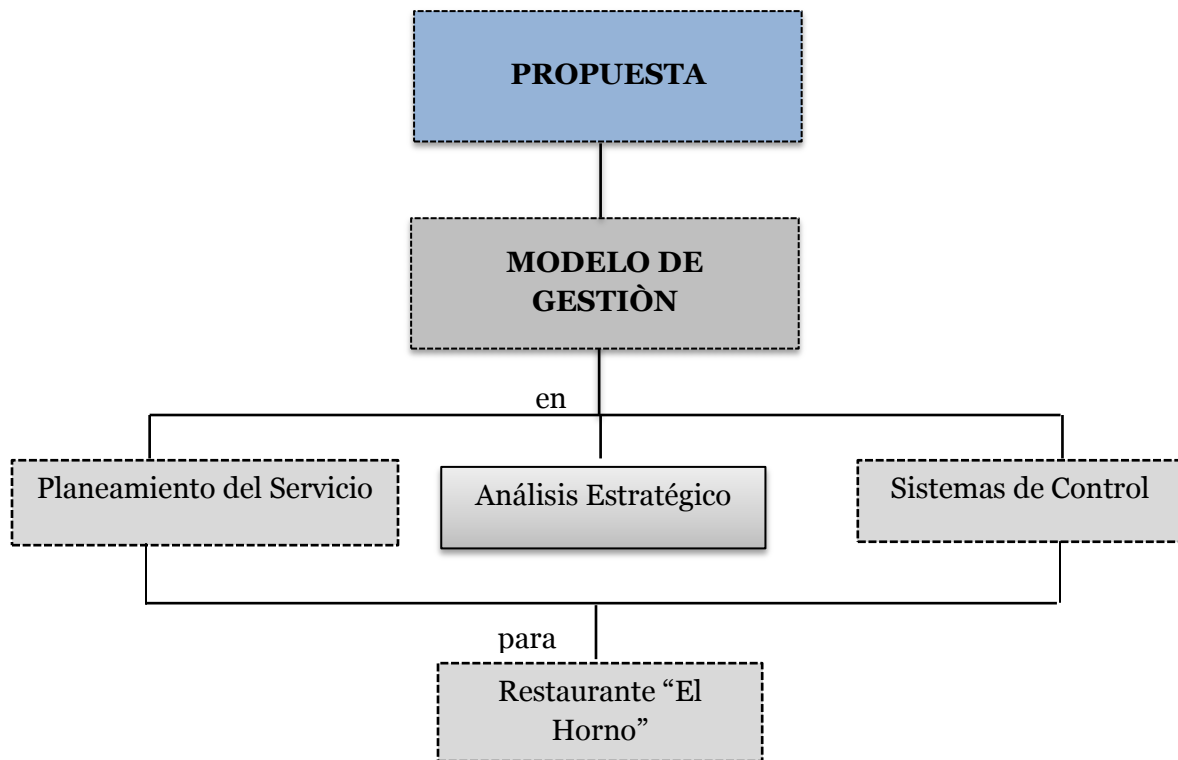 PROPUESTA
MODELO DE
GESTIÒN
en
Planeamiento del Servicio
Análisis Estratégico
Sistemas de Control
para
Restaurante “El
Horno”